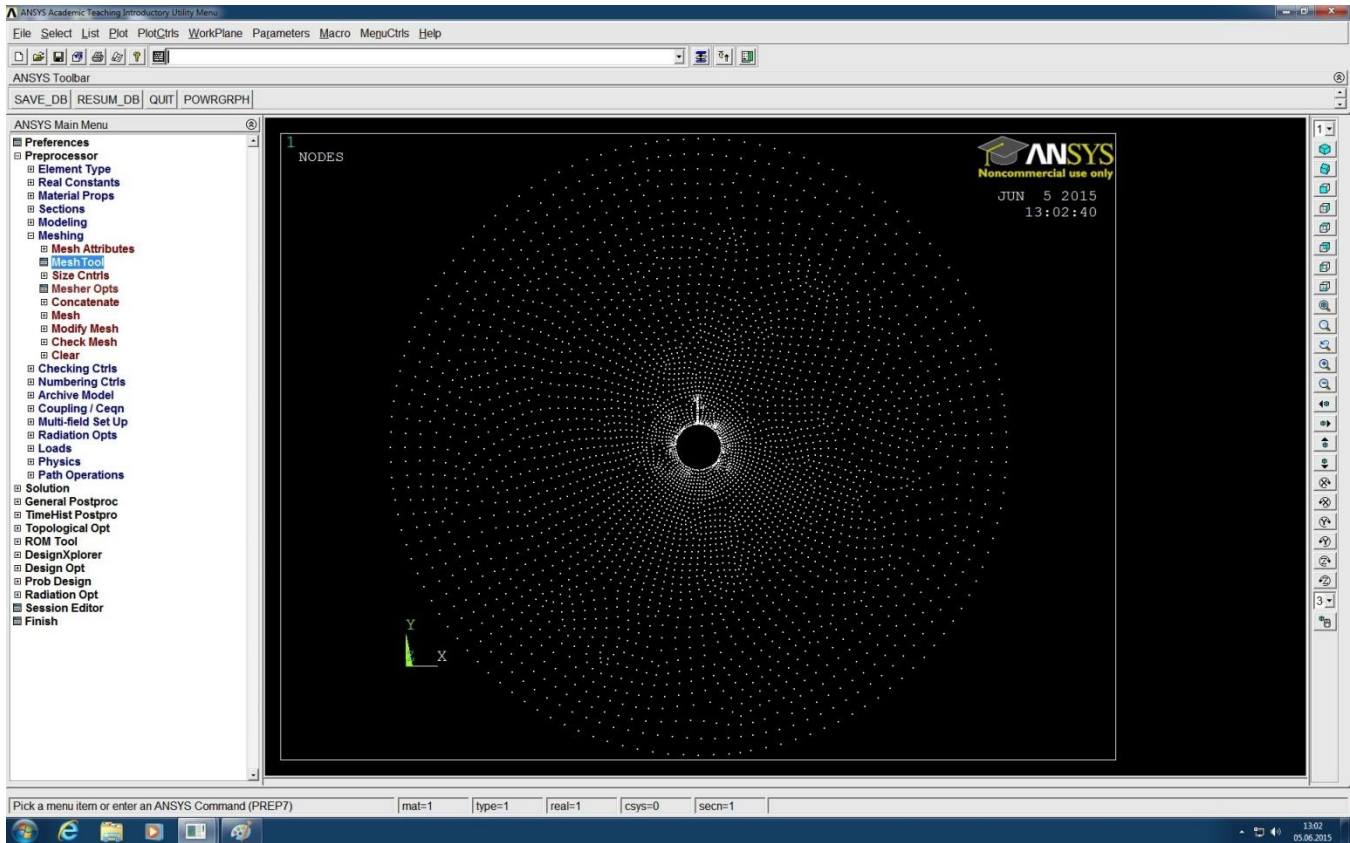 ANSYS Academic Teaching Introductory Utility Menu
File Select List Plot PlotCtrls WorkPlane Parameters Macro MenuCtrls Help
ANSYS Toolbar
SAVE_DB RESUM_DB QUIT POWRGRPH
ANSYS Main Menu
Preferences
Preprocessor
Element Type
Real Constants
Material Props
Sections
Modeling
Meshing
Mesh Attributes
MeshTool
Size Cntrls
Mesher Opts
Concatenate
Mesh
Modify Mesh
Check Mesh
Clear
Checking Ctrls
Numbering Ctrls
Archive Model
Coupling / Ceqn
Multi-field Set Up
Radiation Opts
Loads
Physics
Path Operations
Solution
General Postproc
TimeHist Postpro
Topological Opt
ROM Tool
DesignXplorer
Design Opt
Prob Design
Radiation Opt
Session Editor
Finish
1
NODES
ANSYS
Noncommercial use only
JUN 5 2015
13:02:40
Y
X
1
3
Pick a menu item or enter an ANSYS Command (PREP7) mat=1 type=1 real=1 csys=0 secn=1
13:02
05.06.2015